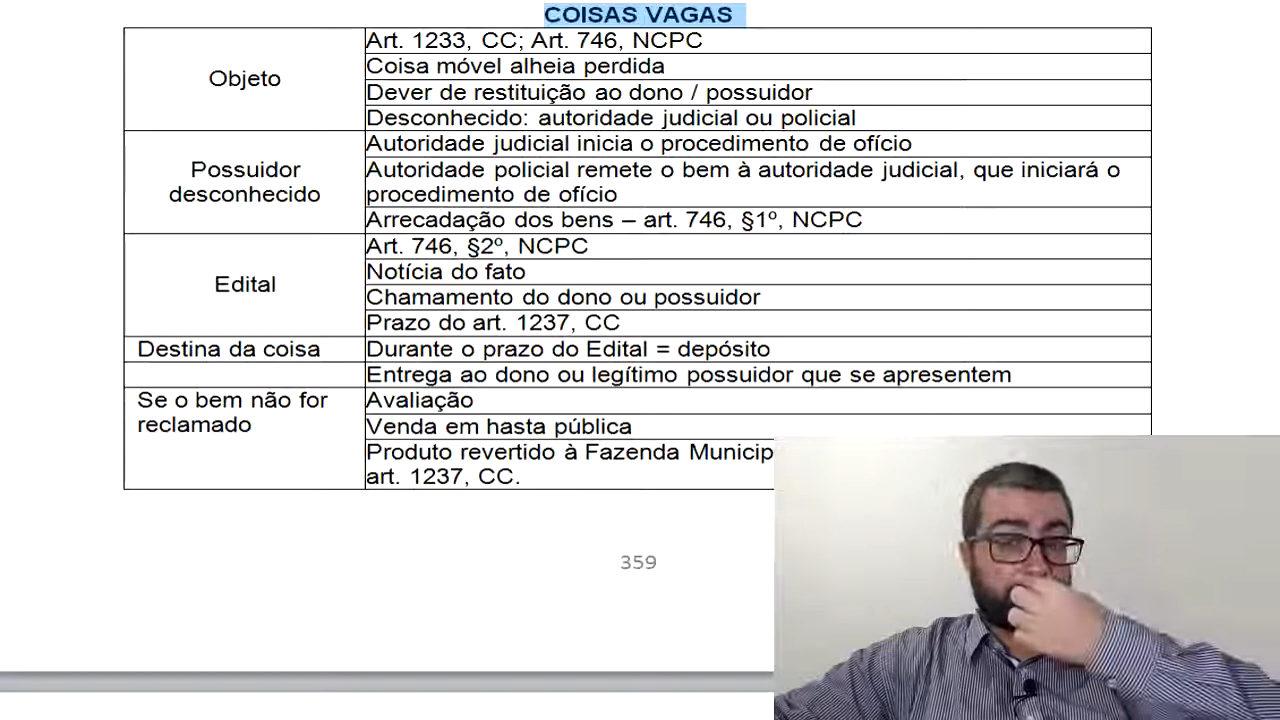 COISAS VAGAS
Objeto
Art. 1233, CC; Art. 746, NCPC
Coisa móvel alheia perdida
Dever de restituição ao dono / possuidor
Desconhecido: autoridade judicial ou policial
Possuidor
desconhecido
Autoridade judicial inicia o procedimento de ofício
Autoridade policial remete o bem à autoridade judicial, que iniciará o
procedimento de ofício
Arrecadação dos bens – art. 746, §1º, NCPC
Edital
Art. 746, §2º, NCPC
Notícia do fato
Chamamento do dono ou possuidor
Prazo do art. 1237, CC
Destina da coisa
Durante o prazo do Edital = depósito
Entrega ao dono ou legítimo possuidor que se apresentem
Se o bem não for
reclamado
Avaliação
Venda em hasta pública
Produto revertido à Fazenda
art. 1237, CC.
359